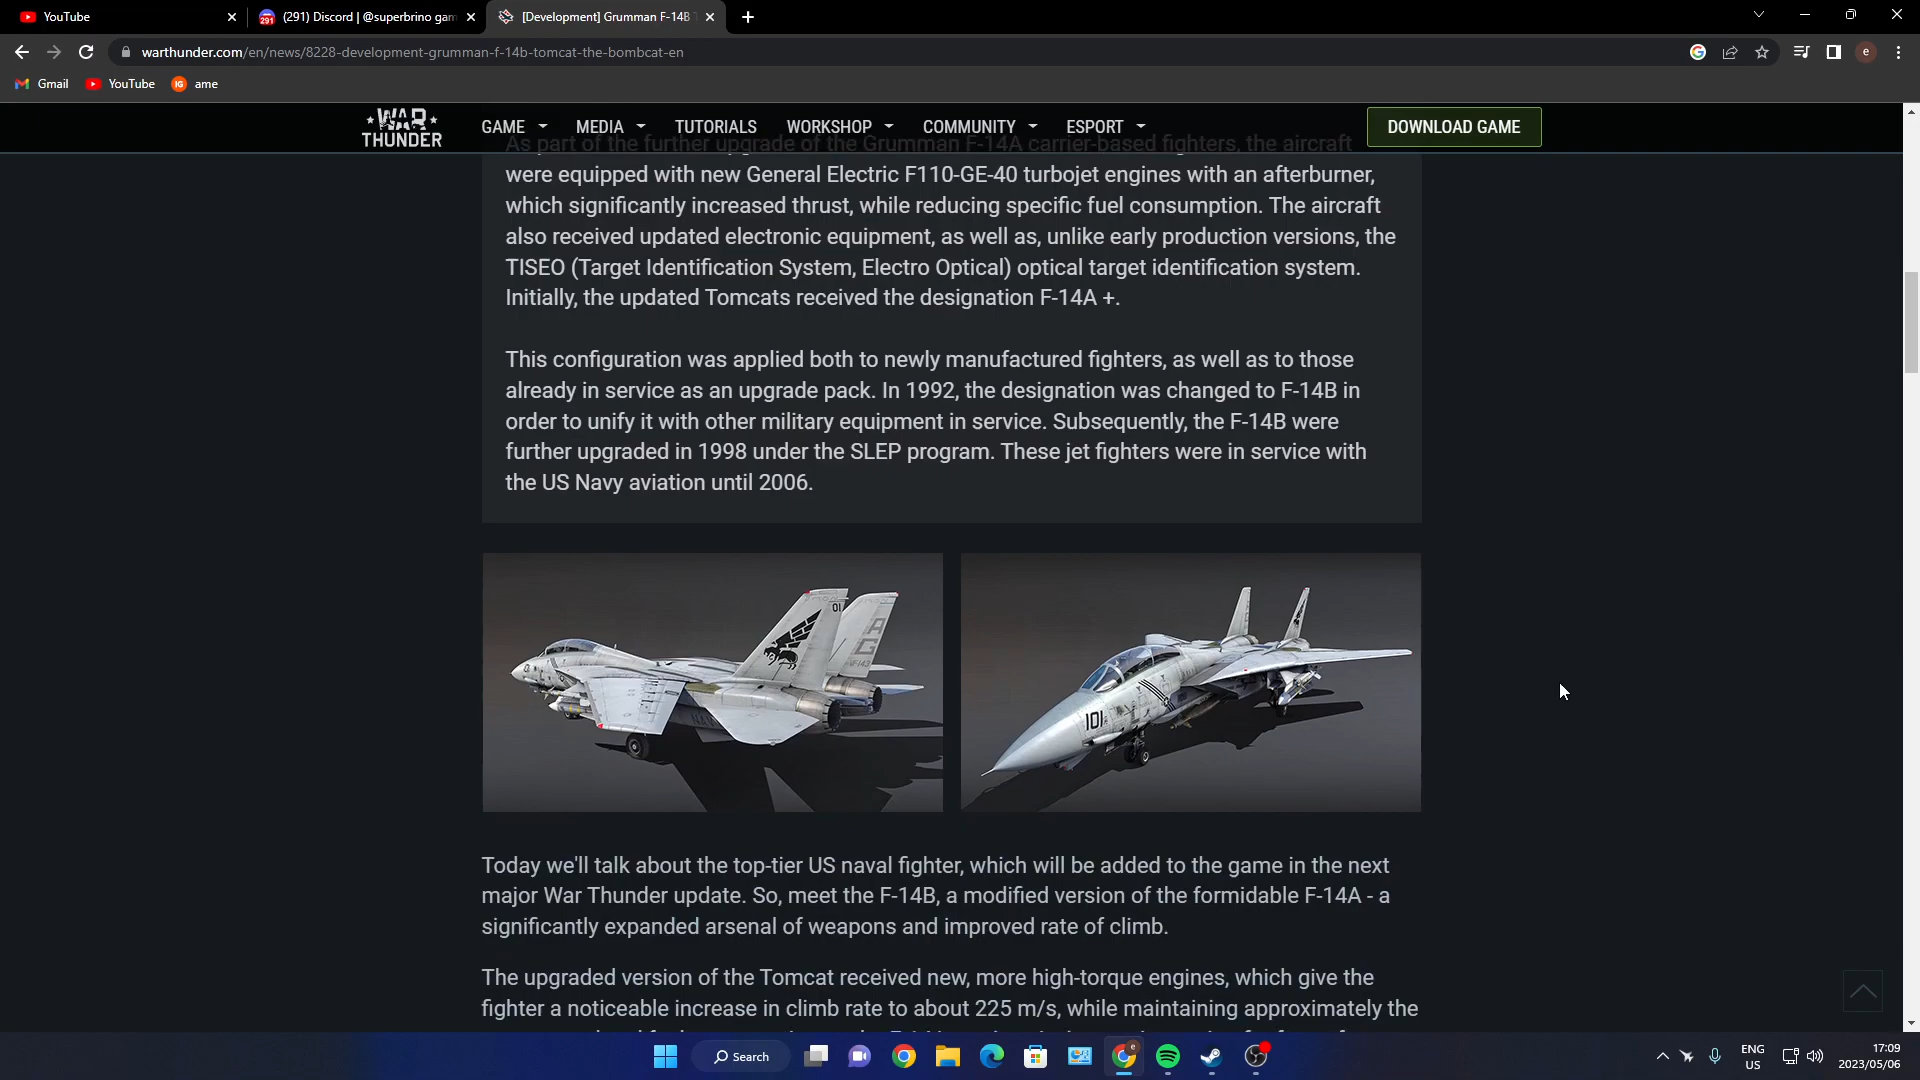 YouTube
(291) Discord | @superbrino gam
[Development] Grumman F-14B T
warthunder.com/en/news/8228-development-grumman-f-14b-tomcat-the-bombcat-en
e
Gmail
YouTube
IG
ame
WAR THUNDER
GAME
MEDIA
TUTORIALS
WORKSHOP
COMMUNITY
ESPORT
DOWNLOAD GAME
As part of the further upgrade of the Grumman F-14A carrier-based fighters, the aircraft
were equipped with new General Electric F110-GE-40 turbojet engines with an afterburner,
which significantly increased thrust, while reducing specific fuel consumption. The aircraft
also received updated electronic equipment, as well as, unlike early production versions, the
TISEO (Target Identification System, Electro Optical) optical target identification system.
Initially, the updated Tomcats received the designation F-14A +.
This configuration was applied both to newly manufactured fighters, as well as to those
already in service as an upgrade pack. In 1992, the designation was changed to F-14B in
order to unify it with other military equipment in service. Subsequently, the F-14B were
further upgraded in 1998 under the SLEP program. These jet fighters were in service with
the US Navy aviation until 2006.
01
AG
VF-143
101
Today we'll talk about the top-tier US naval fighter, which will be added to the game in the next
major War Thunder update. So, meet the F-14B, a modified version of the formidable F-14A - a
significantly expanded arsenal of weapons and improved rate of climb.
The upgraded version of the Tomcat received new, more high-torque engines, which give the
fighter a noticeable increase in climb rate to about 225 m/s, while maintaining approximately the
Search
ENG
US
17:09
2023/05/06